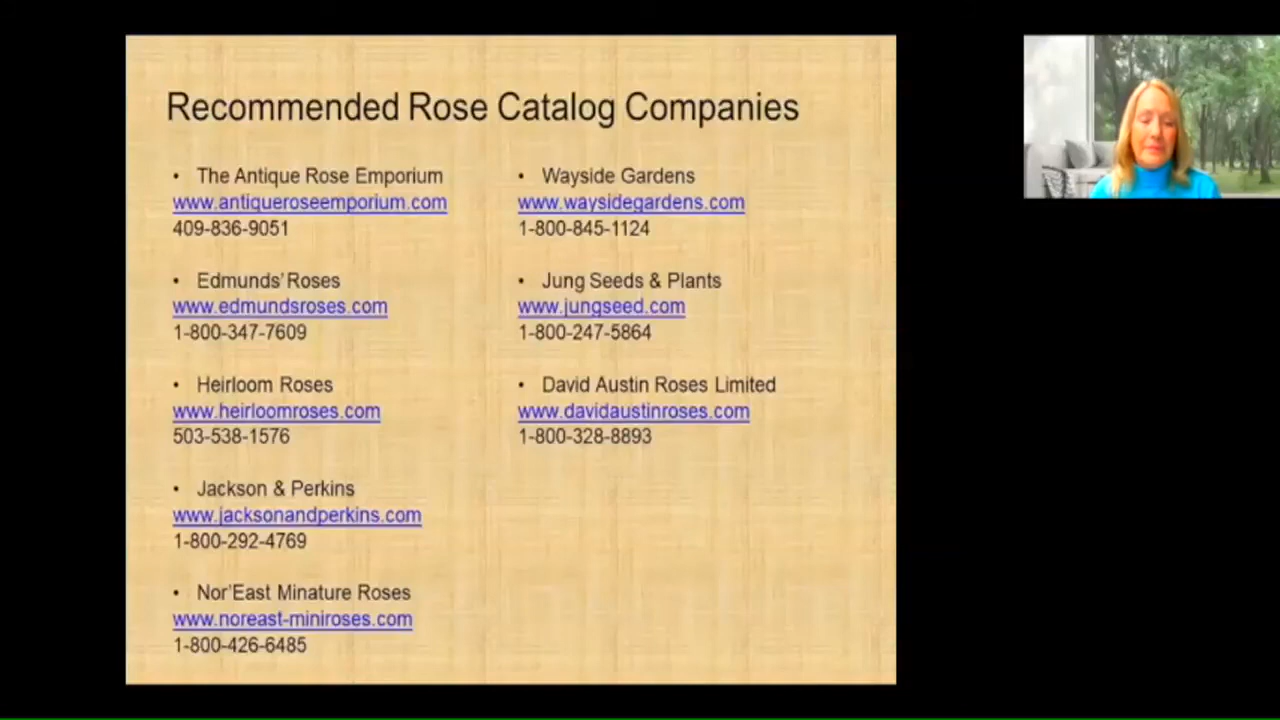 Recommended Rose Catalog Companies
• The Antique Rose Emporium
www.antiqueroseemporium.com
409-836-9051
• Edmunds' Roses
www.edmundsroses.com
1-800-347-7609
• Heirloom Roses
www.heirloomroses.com
503-538-1576
• Jackson & Perkins
www.jacksonandperkins.com
1-800-292-4769
• Nor'East Minature Roses
www.noreast-miniroses.com
1-800-426-6485
• Wayside Gardens
www.waysidegardens.com
1-800-845-1124
• Jung Seeds & Plants
www.jungseed.com
1-800-247-5864
• David Austin Roses Limited
www.davidaustinroses.com
1-800-328-8893